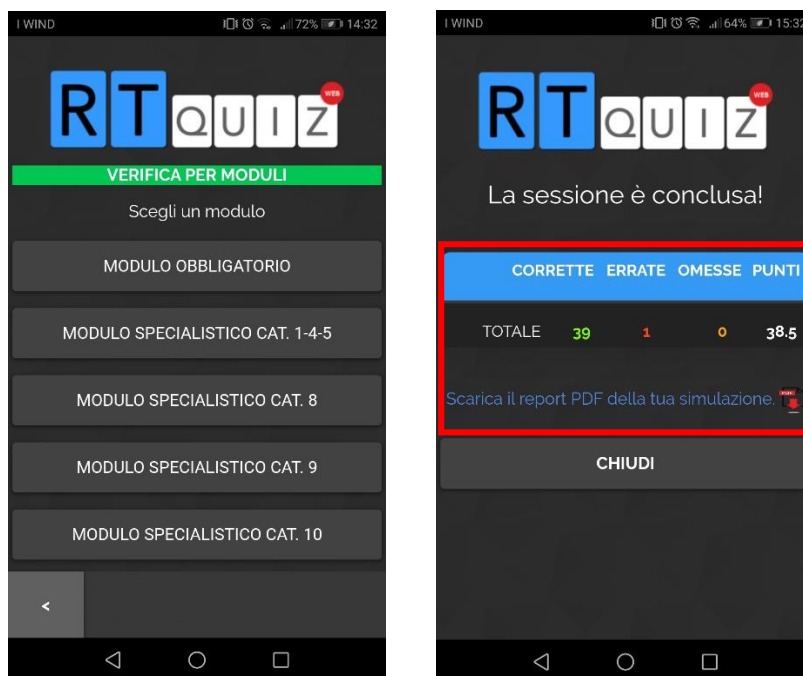 I WIND 72% 14:32
RT QUIZ WEB
VERIFICA PER MODULI
Scegli un modulo
MODULO OBBLIGATORIO
MODULO SPECIALISTICO CAT. 1-4-5
MODULO SPECIALISTICO CAT. 8
MODULO SPECIALISTICO CAT. 9
MODULO SPECIALISTICO CAT. 10
<
I WIND 64% 15:32
RT QUIZ WEB
La sessione è conclusa!
CORRETTE ERRATE OMESSE PUNTI
TOTALE 39 1 0 38.5
Scarica il report PDF della tua simulazione.
CHIUDI